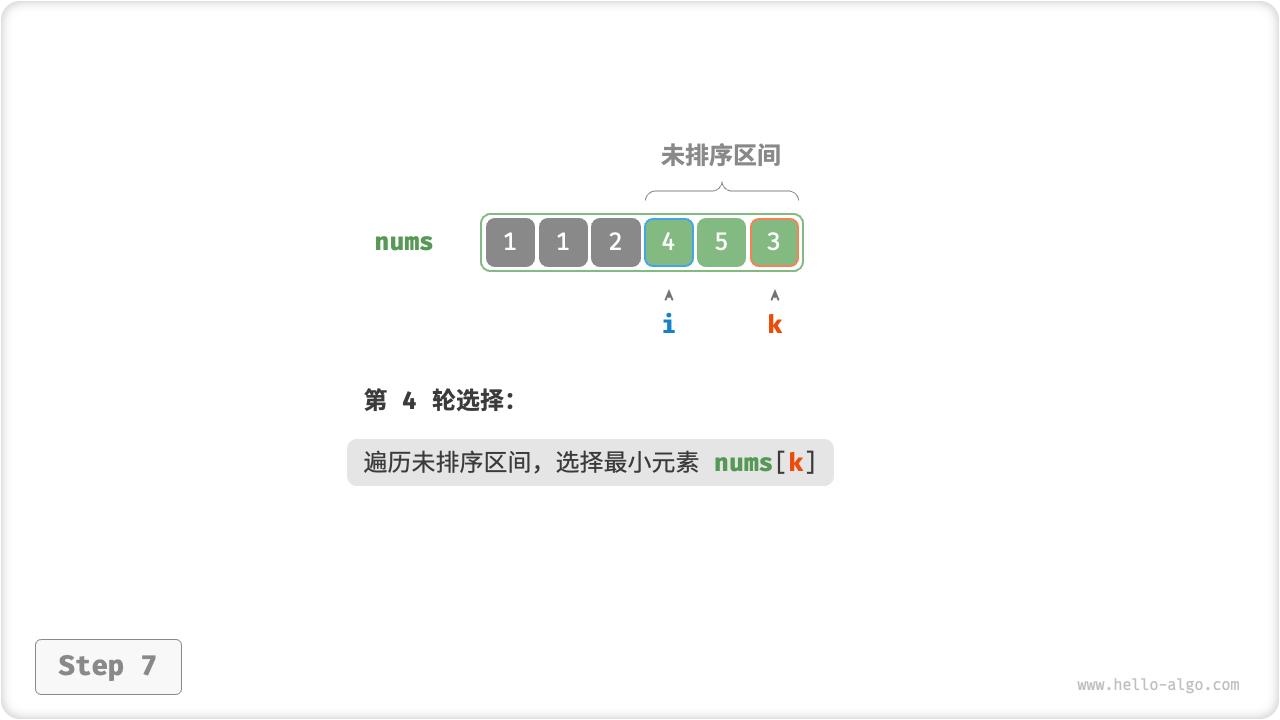 未排序区间
nums 1 1 2 4 5 3
i k
第 4 轮选择:
遍历未排序区间，选择最小元素 nums[k]
Step 7
www.hello-algo.com